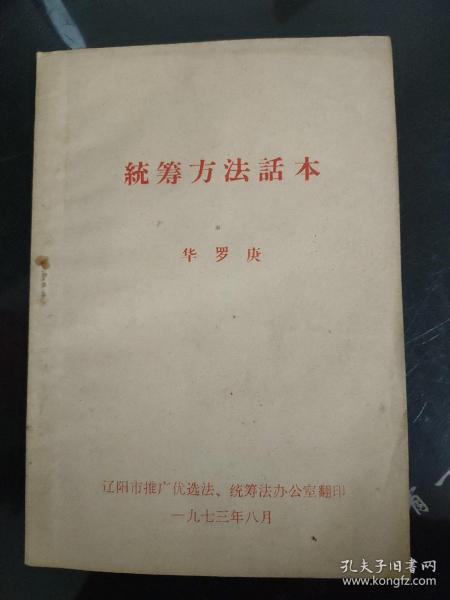 統筹方法話本
华罗庚
辽阳市推广优选法、统筹法办公室翻印
一九七三年八月
孔夫子旧书网
www.kongfz.com